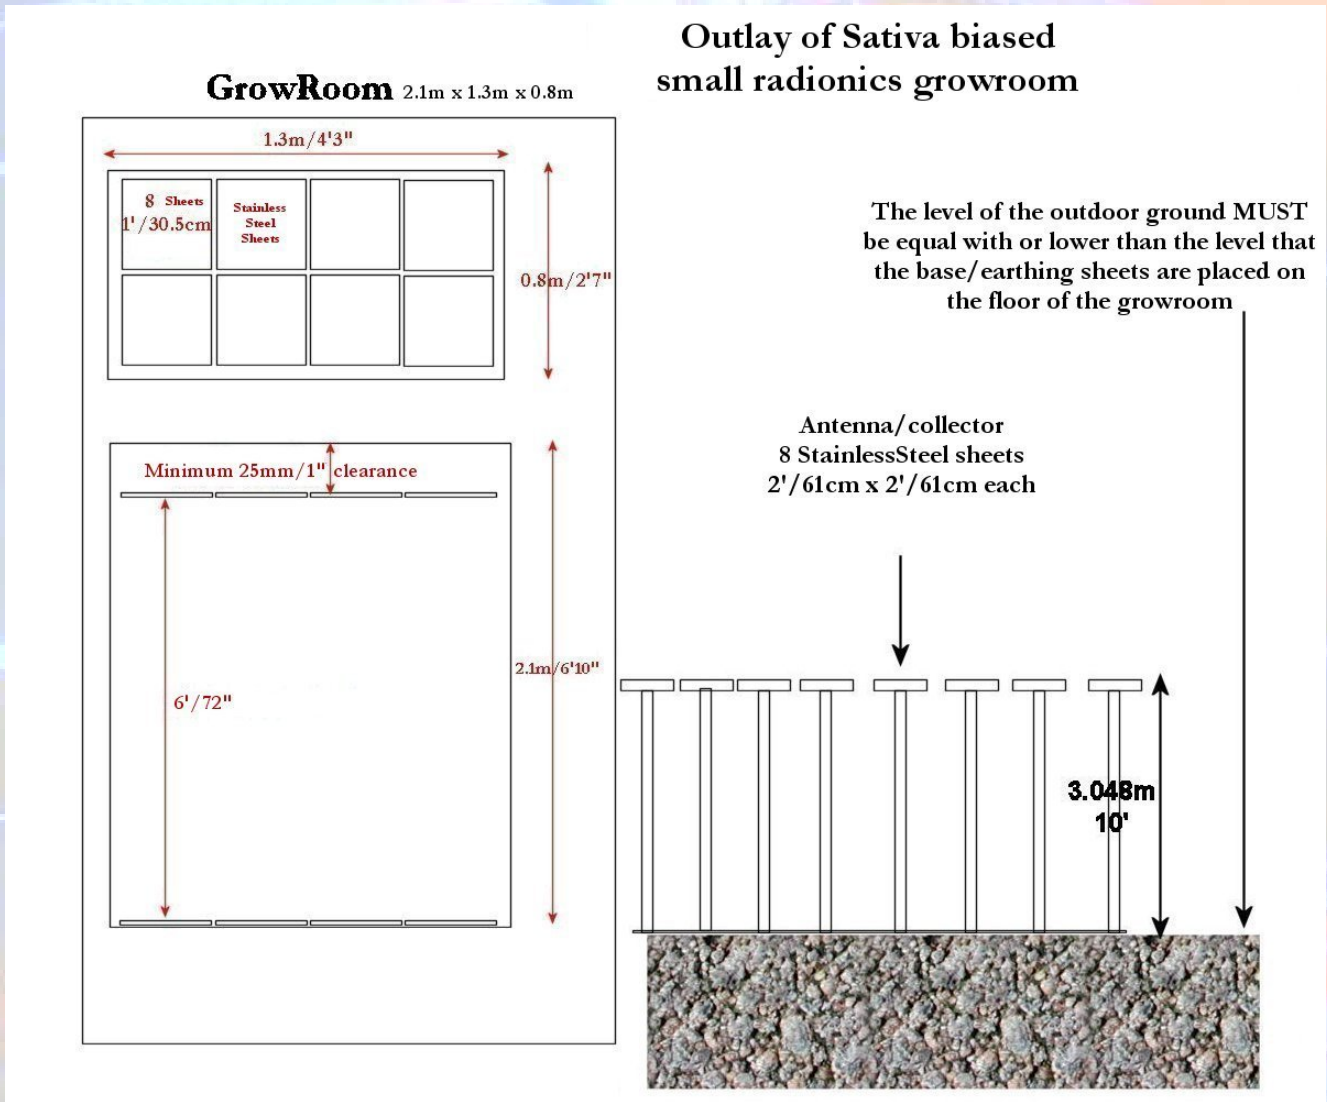 Outlay of Sativa biased
small radionics growroom
GrowRoom 2.1m x 1.3m x 0.8m
1.3m/4'3"
8 Sheets
1'/30.5cm
Stainless
Steel
Sheets
0.8m/2'7"
The level of the outdoor ground MUST
be equal with or lower than the level that
the base/earthing sheets are placed on
the floor of the growroom
Minimum 25mm/1" clearance
Antenna/collector
8 StainlessSteel sheets
2'/61cm x 2'/61cm each
2.1m/6'10"
6'/72"
3.048m
10'